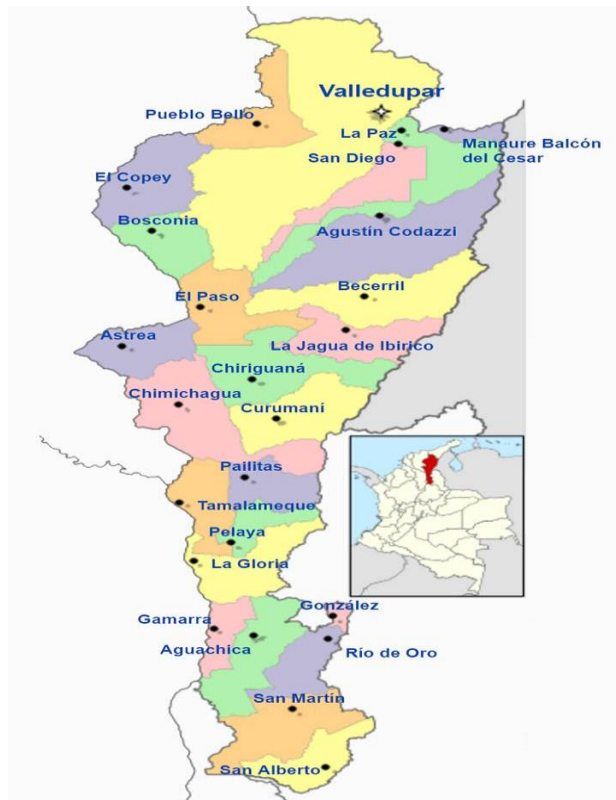 Valledupar
Pueblo Bello
La Paz
Manaure Balcón
del Cesar
San Diego
El Copey
Bosconia
Agustín Codazzi
Becerril
El Paso
Astrea
La Jagua de Ibirico
Chiriguaná
Chimichagua
Curumaní
Pailitas
Tamalameque
Pelaya
La Gloria
González
Gamarra
Aguachica
Río de Oro
San Martín
San Alberto